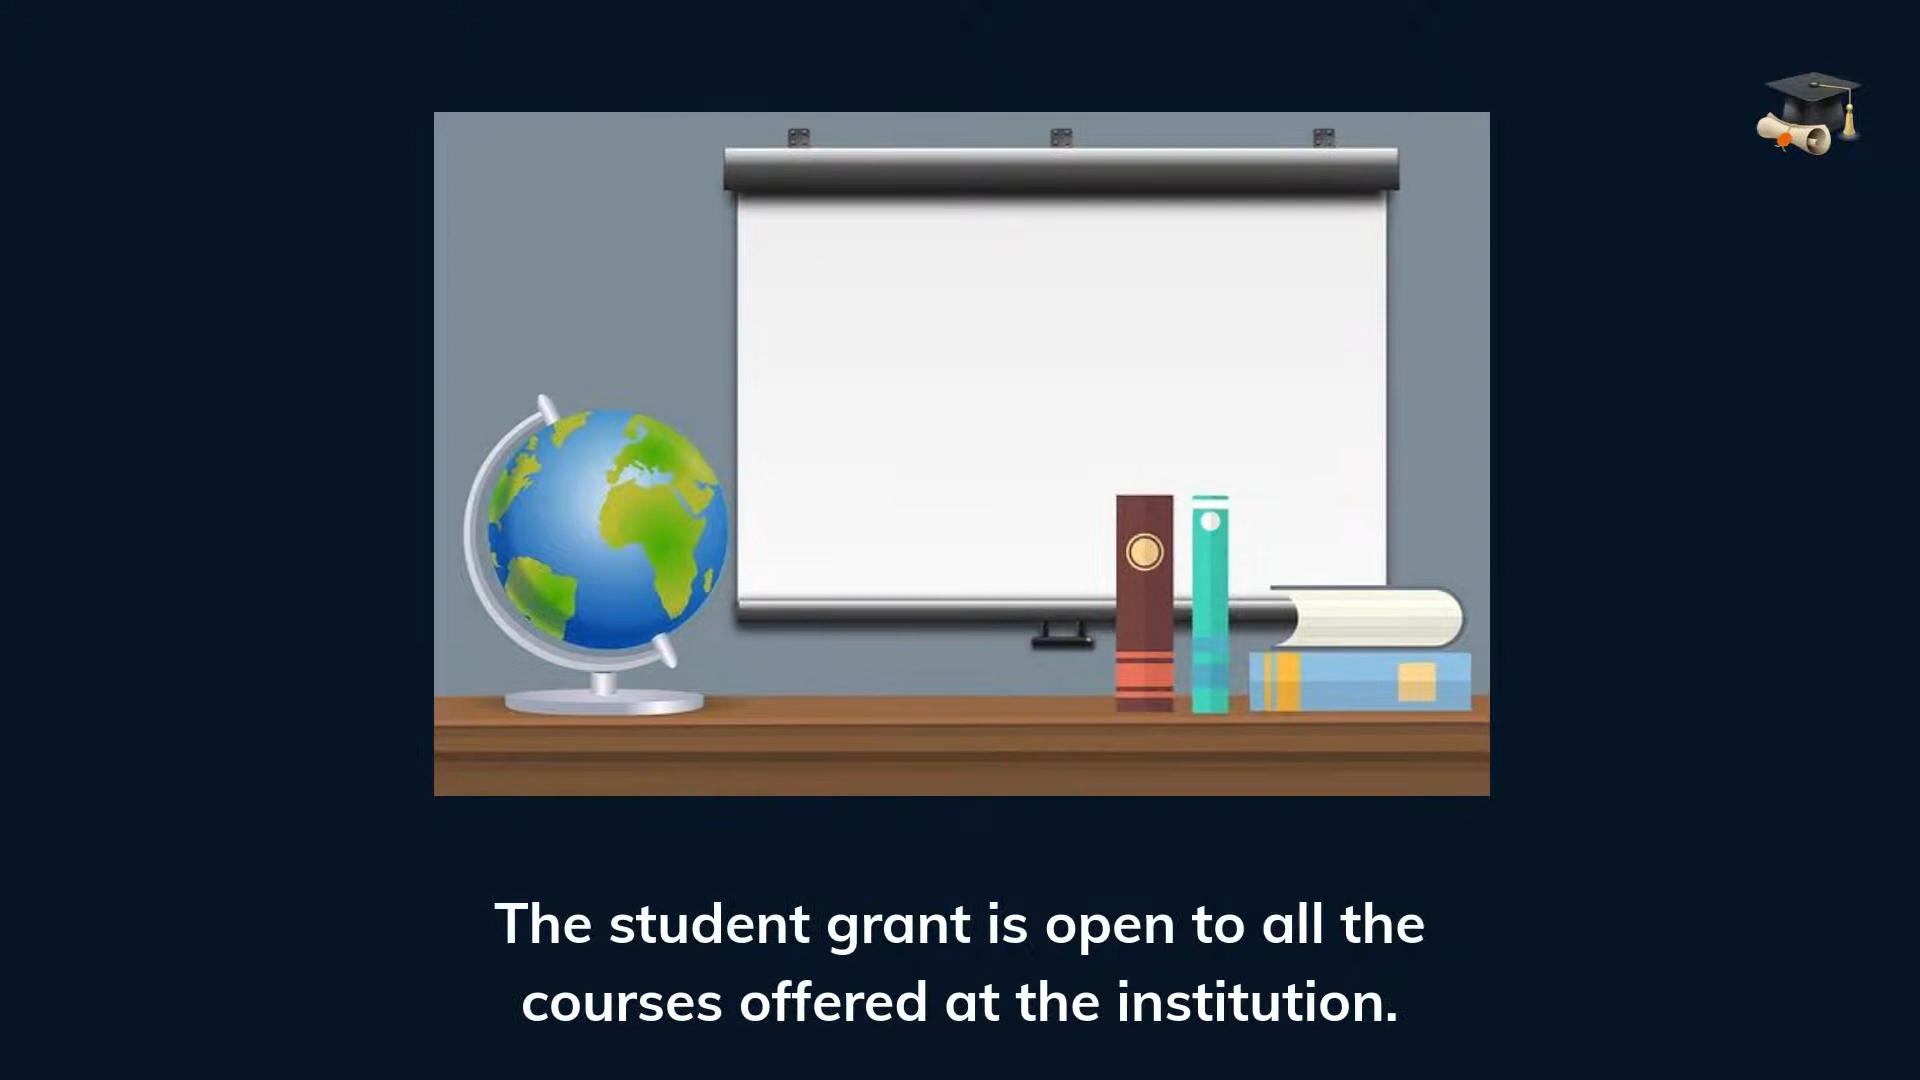 The student grant is open to all the
courses offered at the institution.